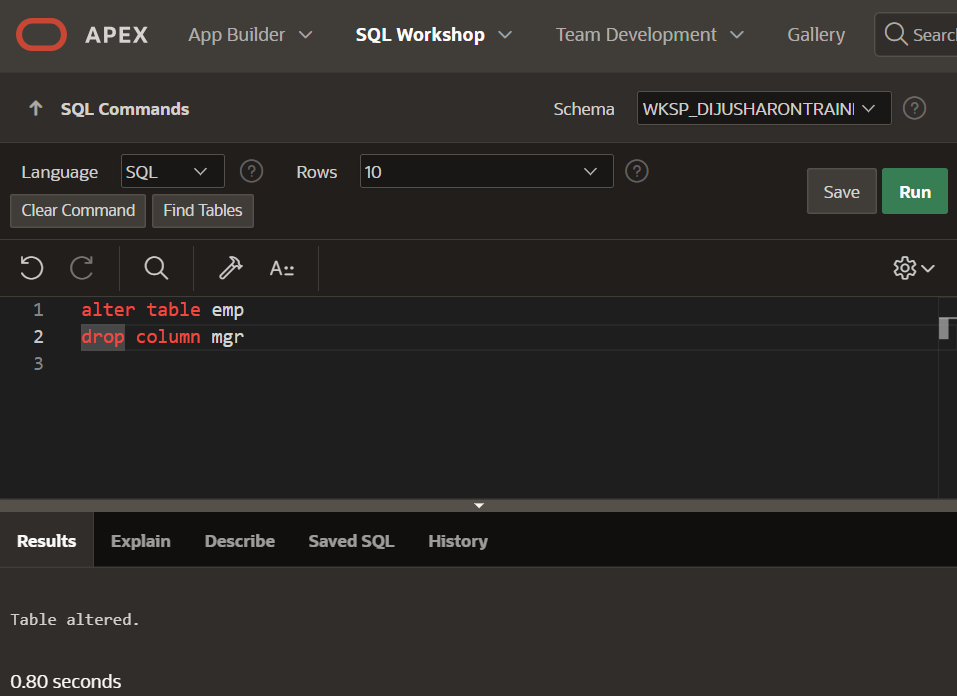 APEX App Builder SQL Workshop Team Development Gallery Search
SQL Commands Schema WKSP_DIJUSHARONTRAINI
Language SQL ? Rows 10 ?
Save Run
Clear Command Find Tables
A::
1 alter table emp
2 drop column mgr
3
Results Explain Describe Saved SQL History
Table altered.
0.80 seconds